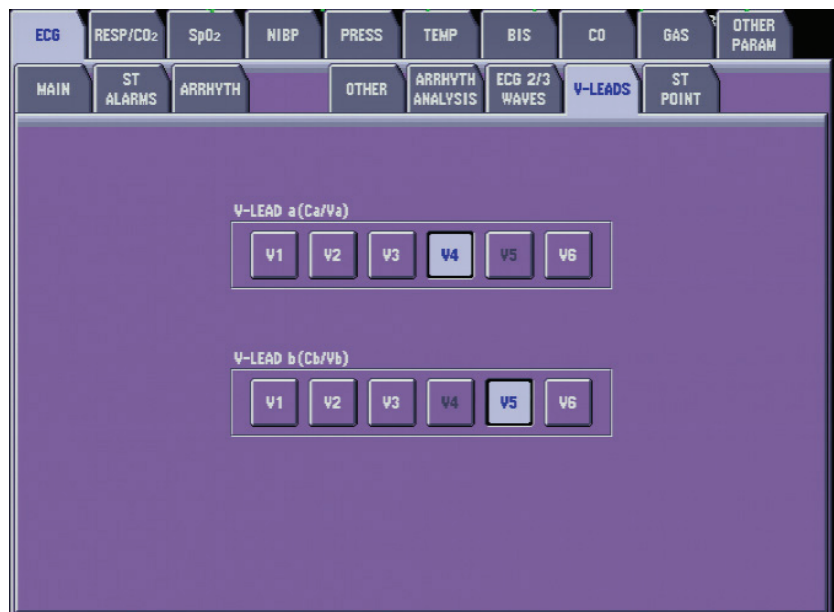 ECG RESP/CO2 SpO2 NIBP PRESS TEMP BIS CO GAS OTHER PARAM
MAIN ST ALARMS ARRHYTH OTHER ARRHYTH ANALYSIS ECG 2/3 WAVES V-LEADS ST POINT
V-LEAD a(Ca/Va)
V1 V2 V3 V4 V5 V6
V-LEAD b(Cb/Vb)
V1 V2 V3 V4 V5 V6